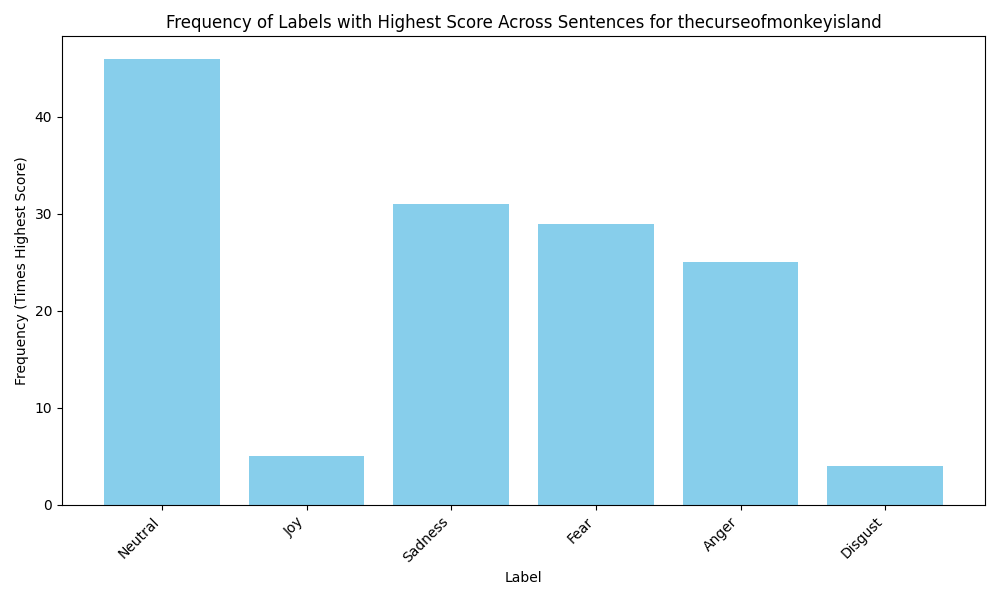 Frequency of Labels with Highest Score Across Sentences for thecurseofmonkeyisland
Frequency (Times Highest Score)
40
30
20
10
0
Neutral
Joy
Sadness
Fear
Anger
Disgust
Label